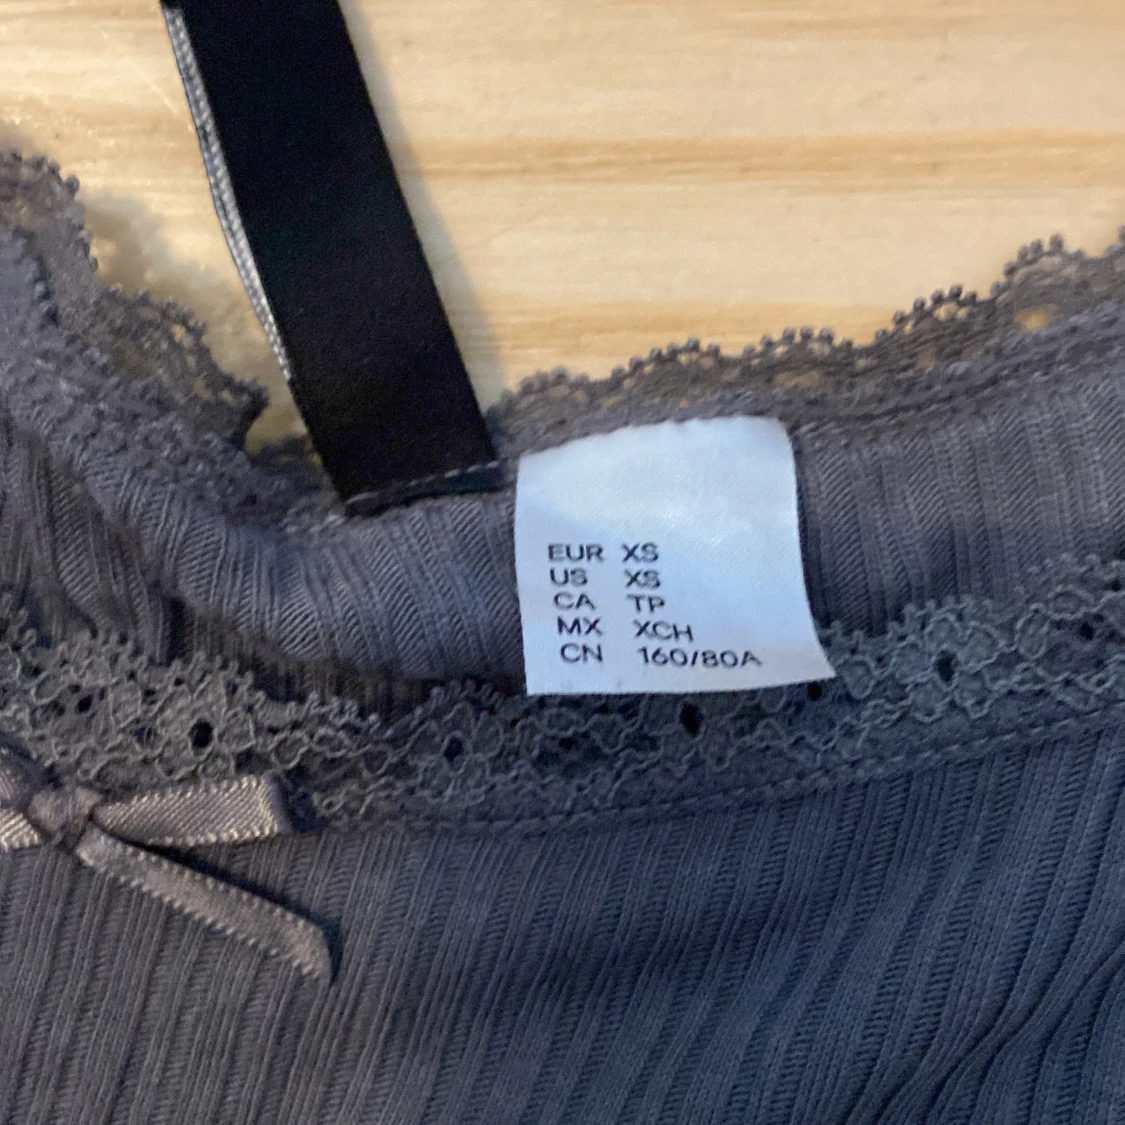 EUR XS
US XS
CA TP
MX XCH
CN 160/80A